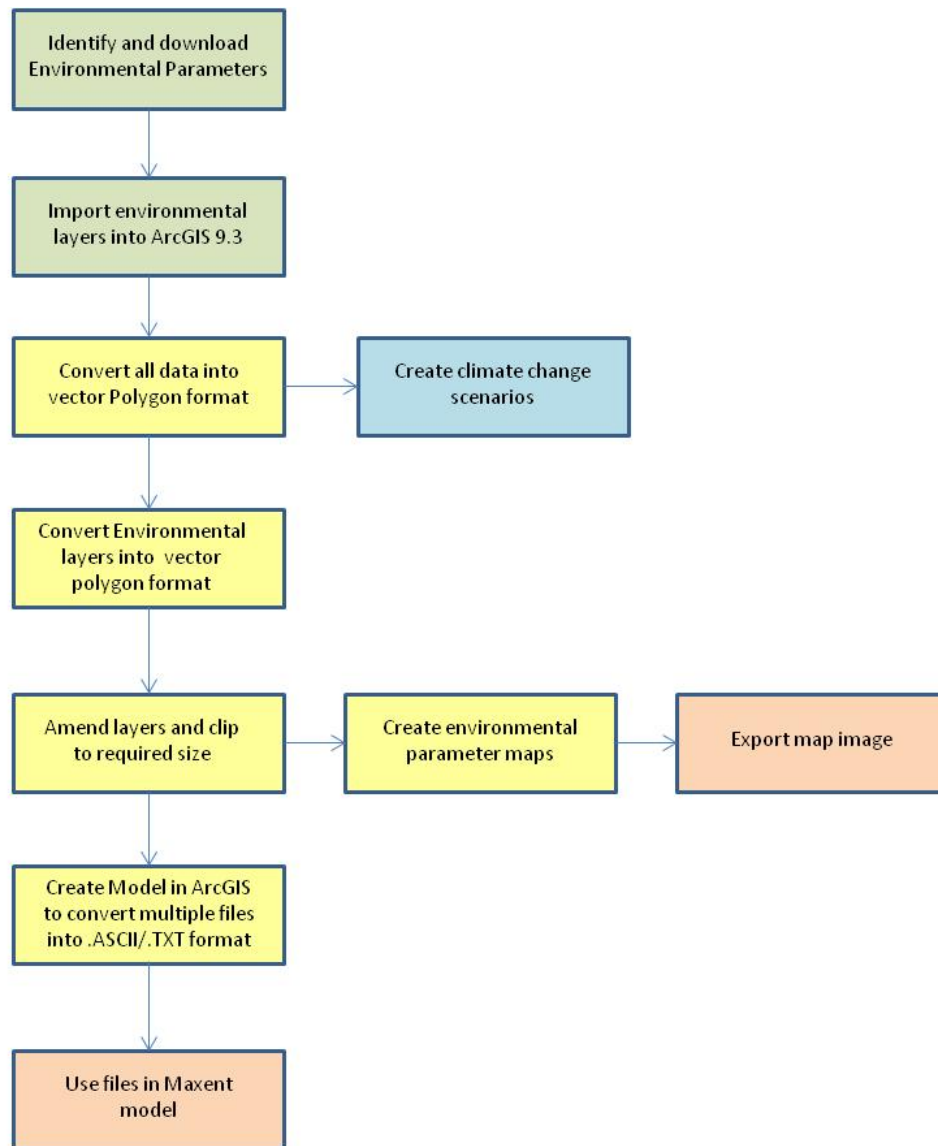 Identify and download
Environmental Parameters
Import environmental
layers into ArcGIS 9.3
Convert all data into
vector Polygon format
Create climate change
scenarios
Convert Environmental
layers into vector
polygon format
Amend layers and clip
to required size
Create environmental
parameter maps
Export map image
Create Model in ArcGIS
to convert multiple files
into .ASCII/.TXT format
Use files in Maxent
model